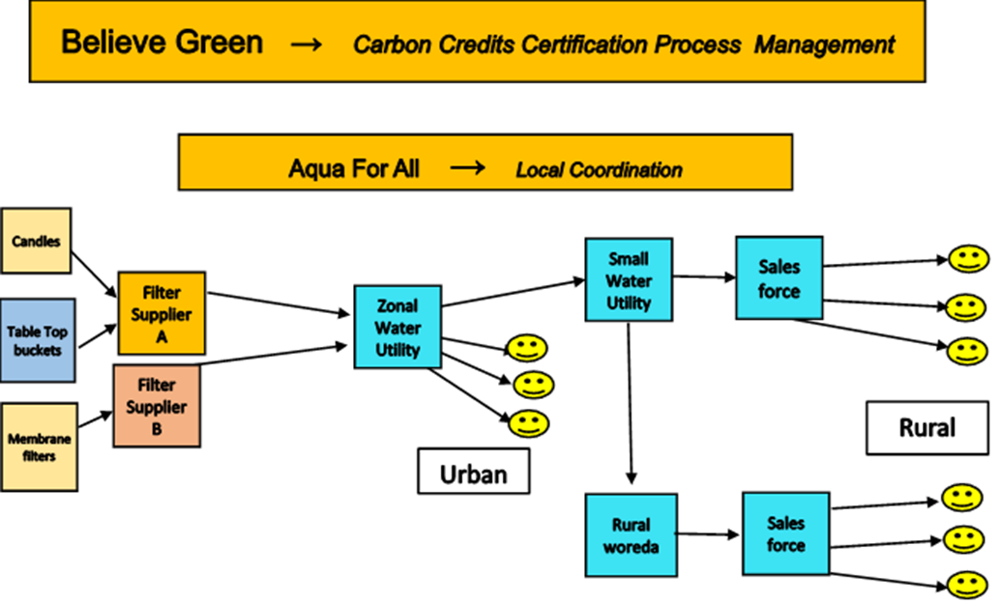 Believe Green → Carbon Credits Certification Process Management
Aqua For All → Local Coordination
Candles
Table Top
buckets
Membrane
filters
Filter
Supplier
A
Filter
Supplier
B
Zonal
Water
Utility
Urban
Small
Water
Utility
Sales
force
Rural
Rural
woreda
Sales
force